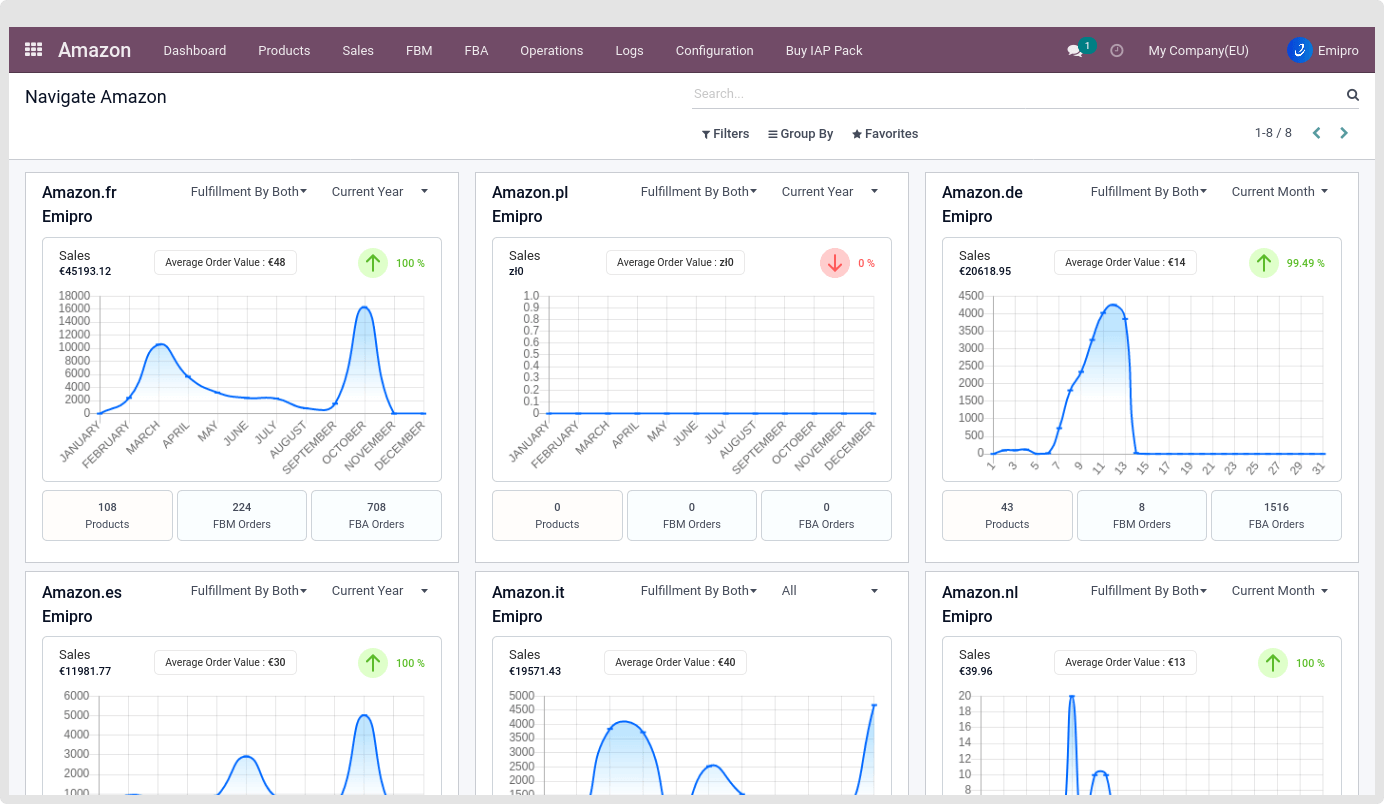 Amazon Dashboard Products Sales FBM FBA Operations Logs Configuration Buy IAP Pack 1 My Company(EU) Emipro
Navigate Amazon
Search...
Filters Group By Favorites 1-8 / 8
Amazon.fr Fulfillment By Both Current Year
Emipro
Sales
€45193.12
Average Order Value : €48
100 %
18000
16000
14000
12000
10000
8000
6000
4000
2000
0
JANUARY FEBRUARY MARCH APRIL MAY JUNE JULY AUGUST SEPTEMBER OCTOBER NOVEMBER DECEMBER
108 224 708
Products FBM Orders FBA Orders
Amazon.pl Fulfillment By Both Current Year
Emipro
Sales
zł0
Average Order Value : zł0
0 %
1.0
0.9
0.8
0.7
0.6
0.5
0.4
0.3
0.2
0.1
0
JANUARY FEBRUARY MARCH APRIL MAY JUNE JULY AUGUST SEPTEMBER OCTOBER NOVEMBER DECEMBER
0 0 0
Products FBM Orders FBA Orders
Amazon.de Fulfillment By Both Current Month
Emipro
Sales
€20618.95
Average Order Value : €14
99.49 %
4500
4000
3500
3000
2500
2000
1500
1000
500
0
1 3 5 7 9 11 13 15 17 19 21 23 25 27 29 31
43 8 1516
Products FBM Orders FBA Orders
Amazon.es Fulfillment By Both Current Year
Emipro
Sales
€11981.77
Average Order Value : €30
100 %
6000
5000
4000
3000
2000
1000
Amazon.it Fulfillment By Both All
Emipro
Sales
€19571.43
Average Order Value : €40
5000
4500
4000
3500
3000
2500
2000
1500
Amazon.nl Fulfillment By Both Current Month
Emipro
Sales
€39.96
Average Order Value : €13
100 %
20
18
16
14
12
10
8